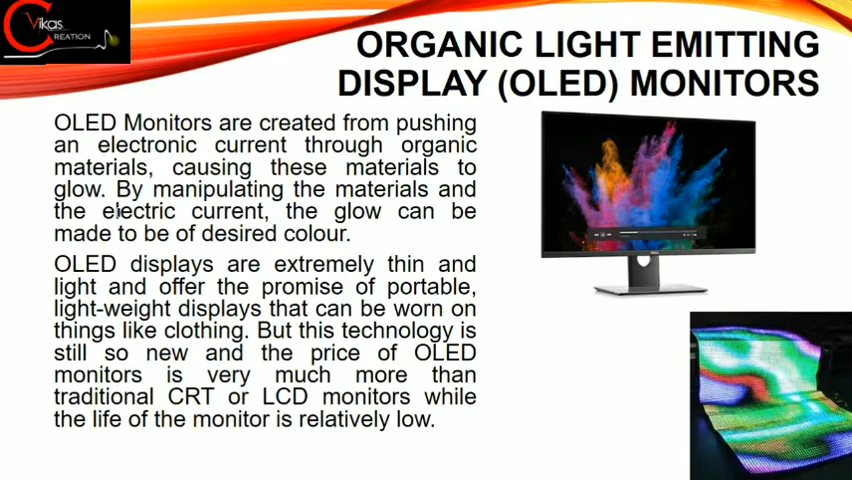 Vikas
CREATION
ORGANIC LIGHT EMITTING
DISPLAY (OLED) MONITORS
OLED Monitors are created from pushing
an electronic current through organic
materials, causing these materials to
glow. By manipulating the materials and
the electric current, the glow can be
made to be of desired colour.
OLED displays are extremely thin and
light and offer the promise of portable,
light-weight displays that can be worn on
things like clothing. But this technology is
still so new and the price of OLED
monitors is very much more than
traditional CRT or LCD monitors while
the life of the monitor is relatively low.